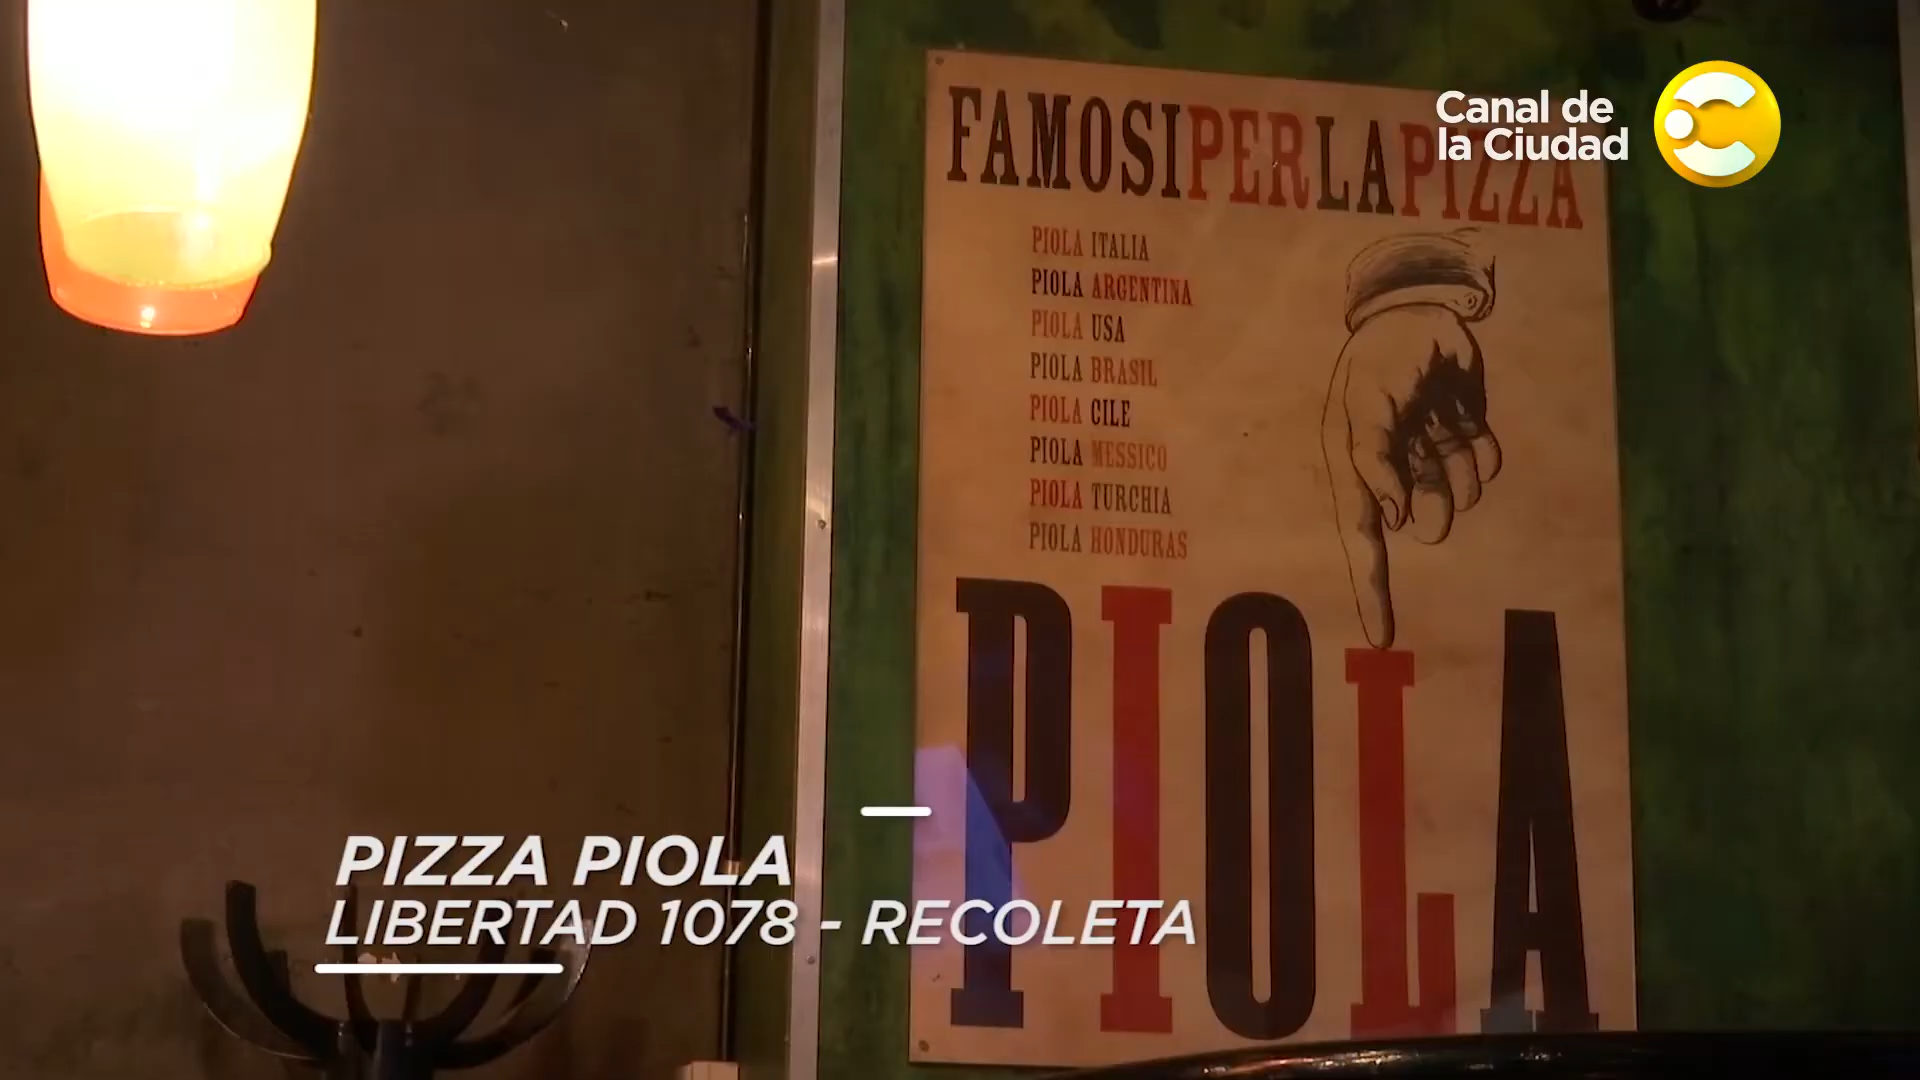 Canal de
la Ciudad
FAMOSIPERLAPIZZA
PIOLA ITALIA
PIOLA ARGENTINA
PIOLA USA
PIOLA BRASIL
PIOLA CILE
PIOLA MESSICO
PIOLA TURCHIA
PIOLA HONDURAS
PIOLA
PIZZA PIOLA
LIBERTAD 1078 - RECOLETA